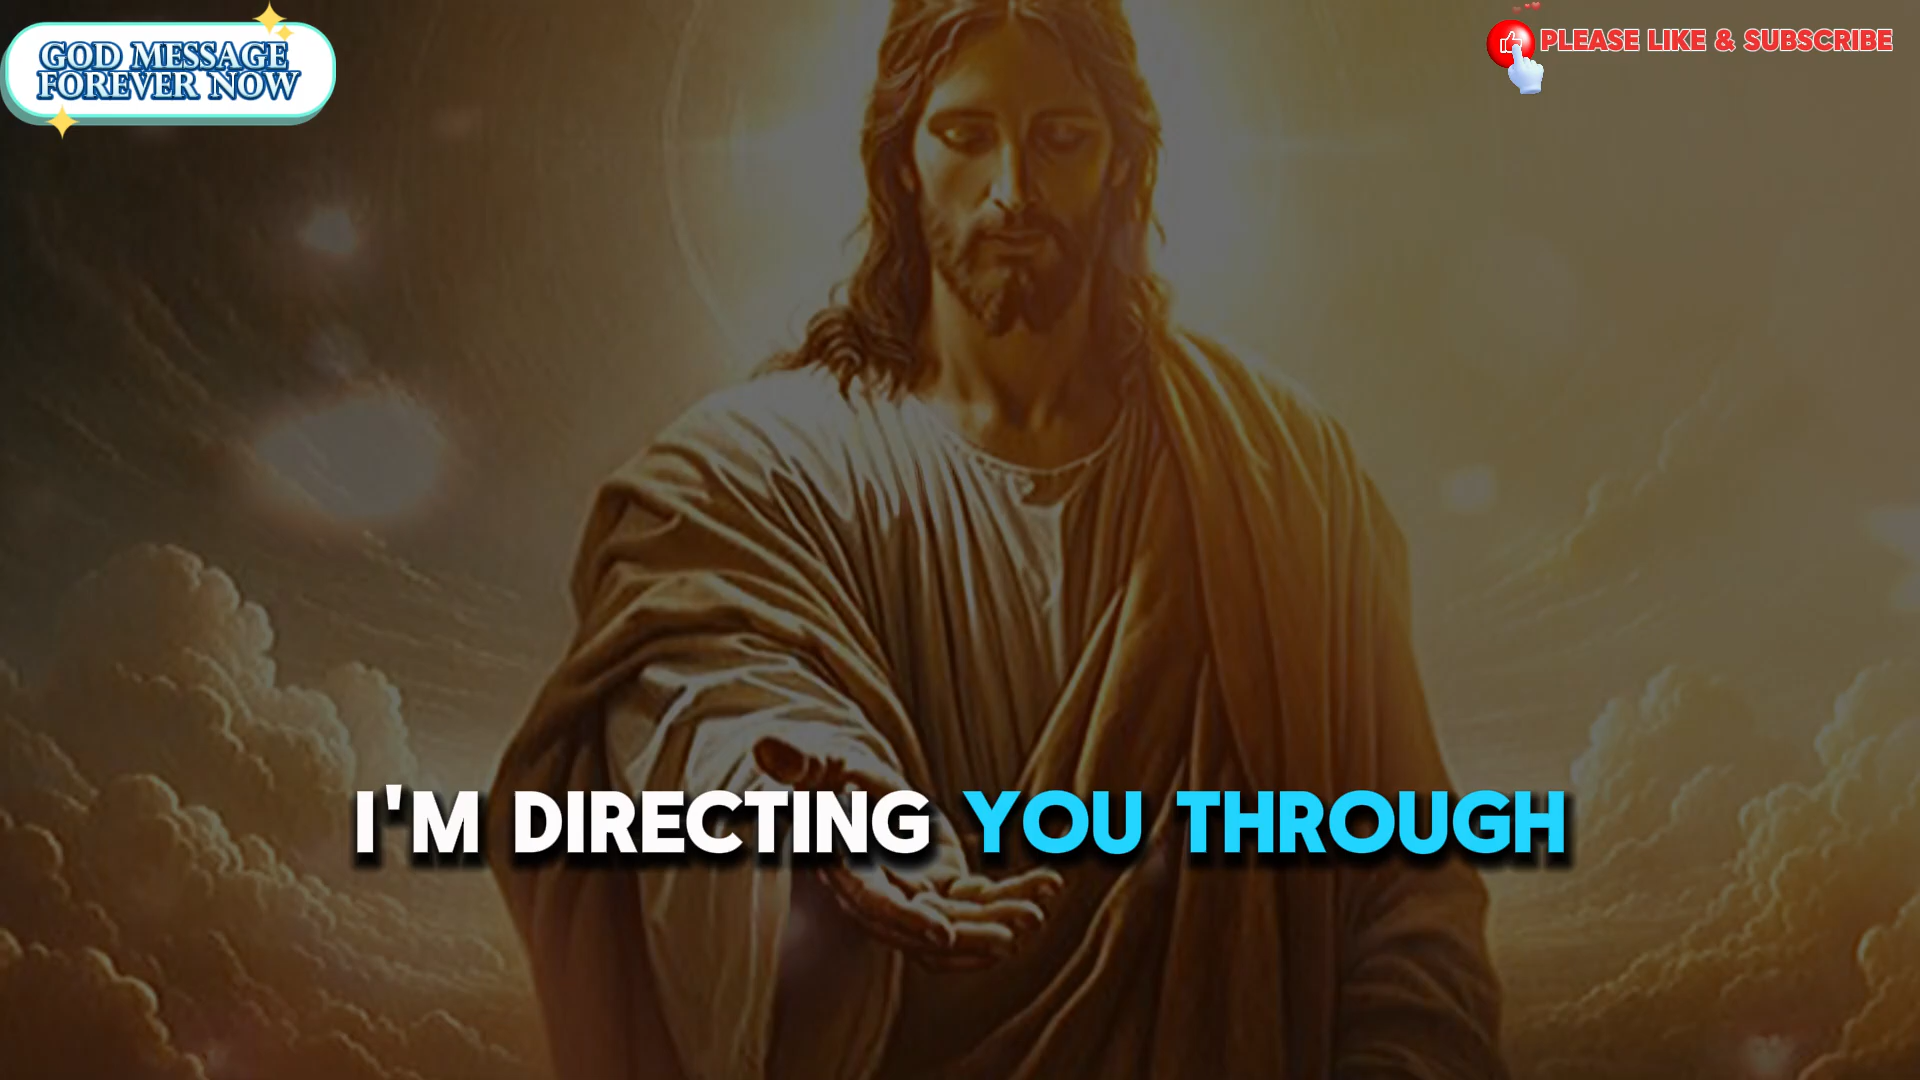 GOD MESSAGE
FOREVER NOW
PLEASE LIKE & SUBSCRIBE
I'M DIRECTING YOU THROUGH